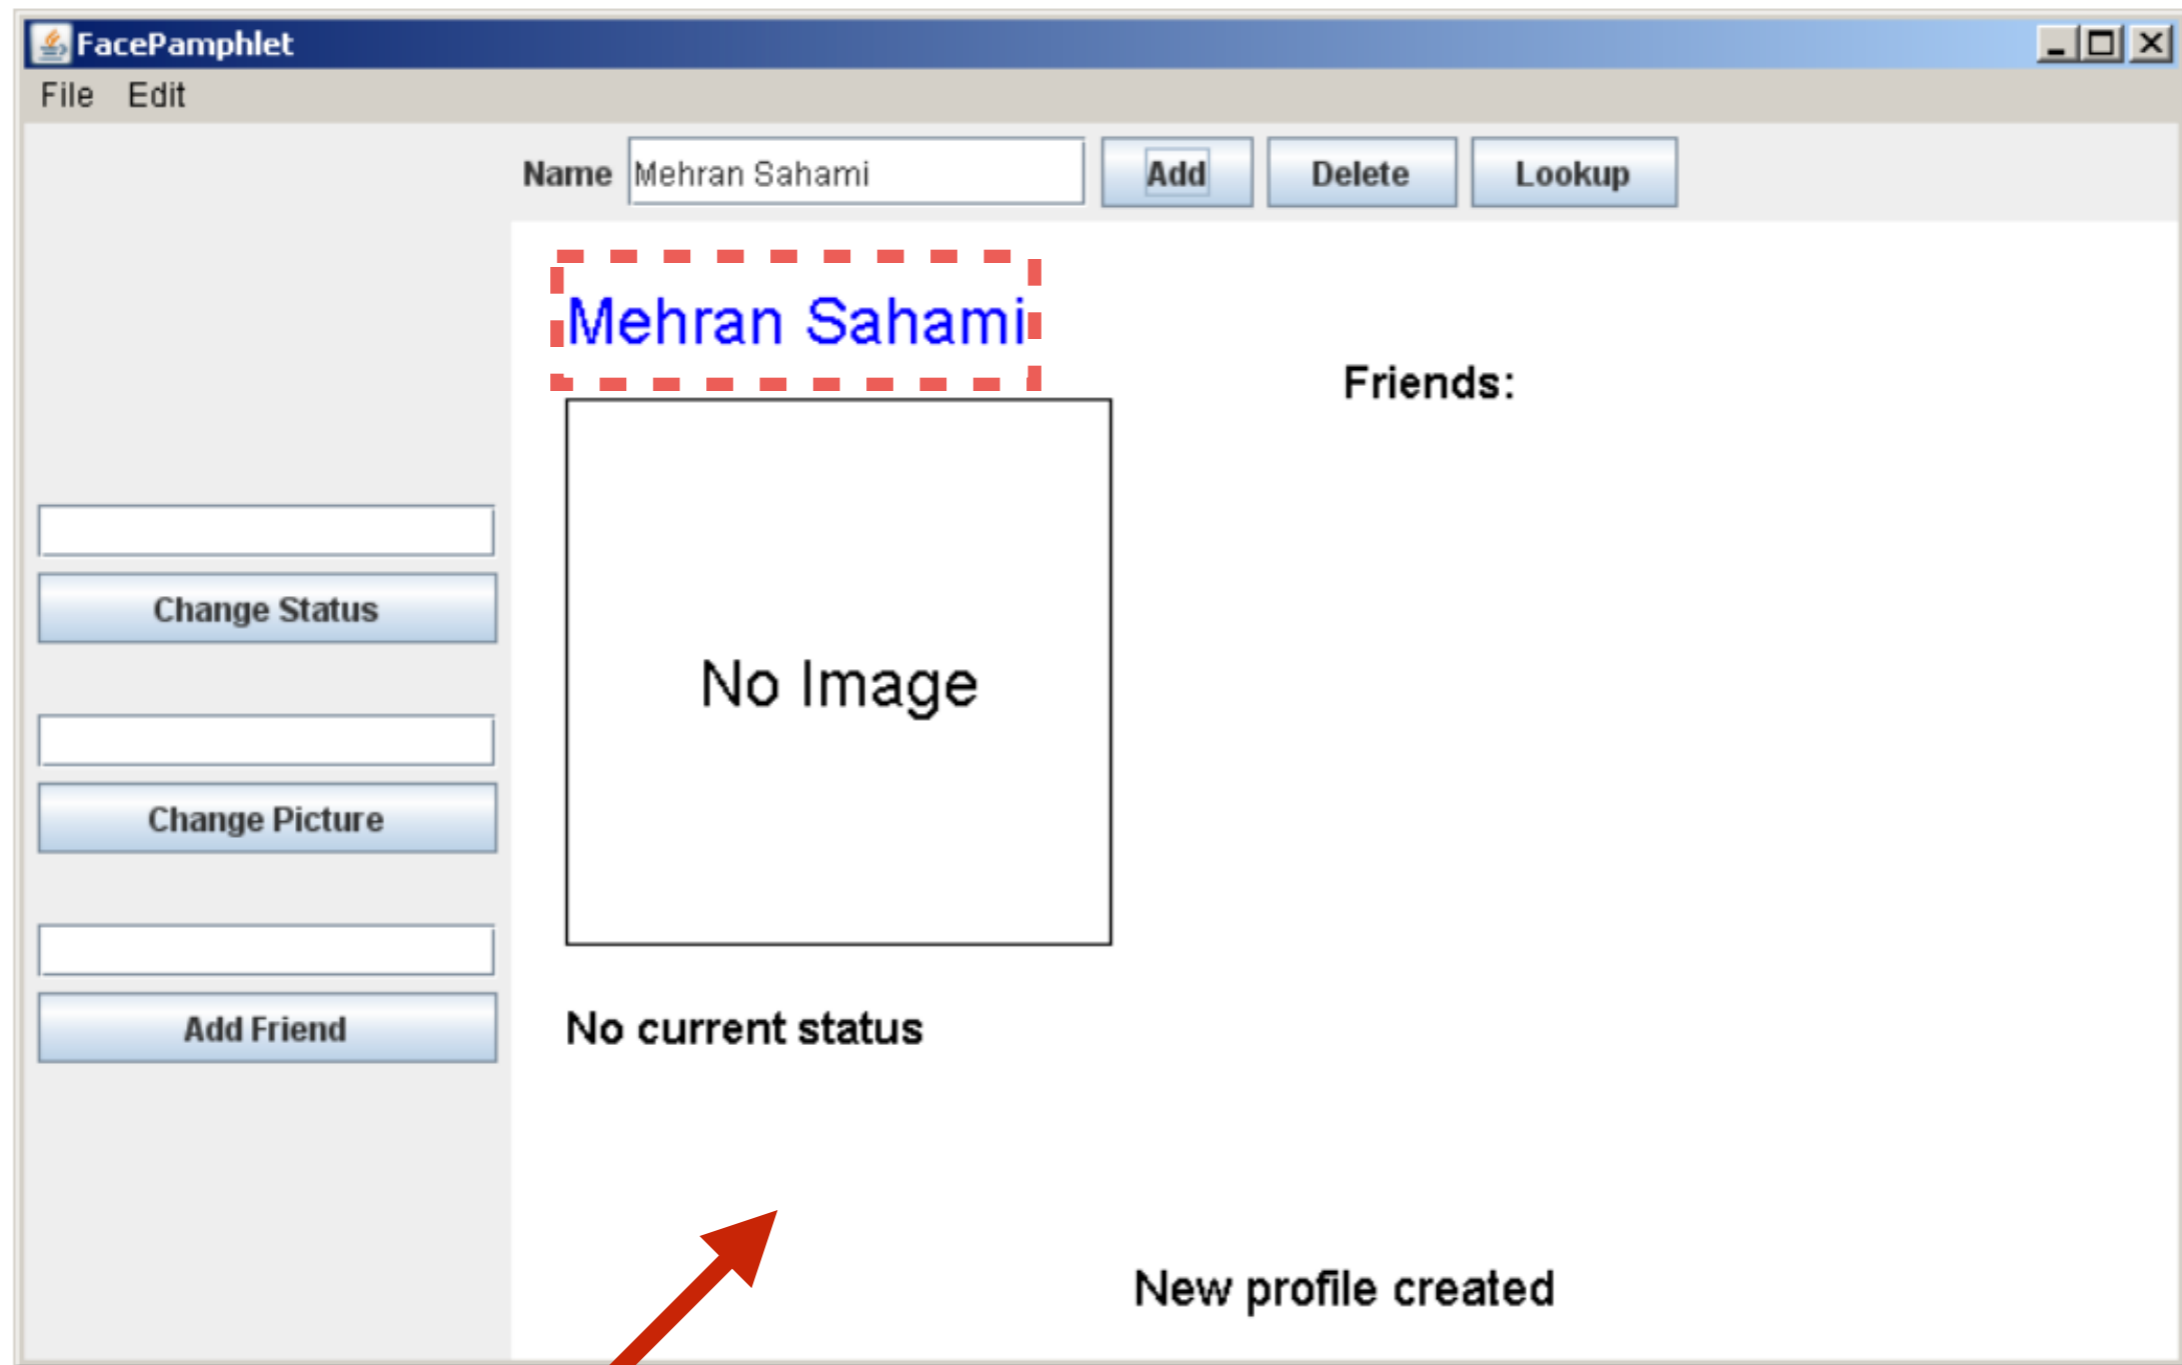 FacePamphlet
File Edit
Name Mehran Sahami Add Delete Lookup
Mehran Sahami
Friends:
No Image
Change Status
Change Picture
Add Friend
No current status
New profile created